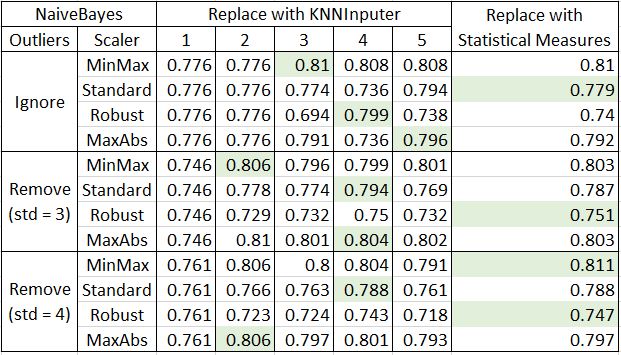 NaiveBayes Replace with KNNInputer Replace with
Outliers Scaler 1 2 3 4 5 Statistical Measures
MinMax 0.776 0.776 0.81 0.808 0.808 0.81
Ignore Standard 0.776 0.776 0.774 0.736 0.794 0.779
Robust 0.776 0.776 0.694 0.799 0.738 0.74
MaxAbs 0.776 0.776 0.791 0.736 0.796 0.792
MinMax 0.746 0.806 0.796 0.799 0.801 0.803
Remove Standard 0.746 0.778 0.774 0.794 0.769 0.787
(std = 3) Robust 0.746 0.729 0.732 0.75 0.732 0.751
MaxAbs 0.746 0.81 0.801 0.804 0.802 0.803
MinMax 0.761 0.806 0.8 0.804 0.791 0.811
Remove Standard 0.761 0.766 0.763 0.788 0.761 0.788
(std = 4) Robust 0.761 0.723 0.724 0.743 0.718 0.747
MaxAbs 0.761 0.806 0.797 0.801 0.793 0.797